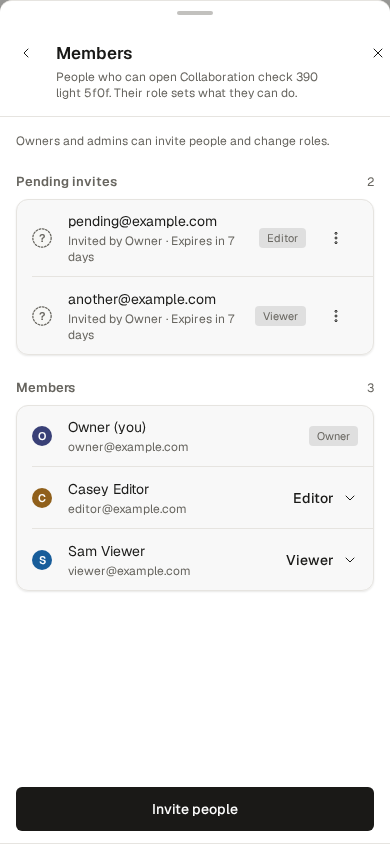 Members
People who can open Collaboration check 390
light 5f0f. Their role sets what they can do.
Owners and admins can invite people and change roles.
Pending invites
2
?
pending@example.com
Invited by Owner · Expires in 7
days
Editor
?
another@example.com
Invited by Owner · Expires in 7
days
Viewer
Members
3
O
Owner (you)
owner@example.com
Owner
C
Casey Editor
editor@example.com
Editor
S
Sam Viewer
viewer@example.com
Viewer
Invite people